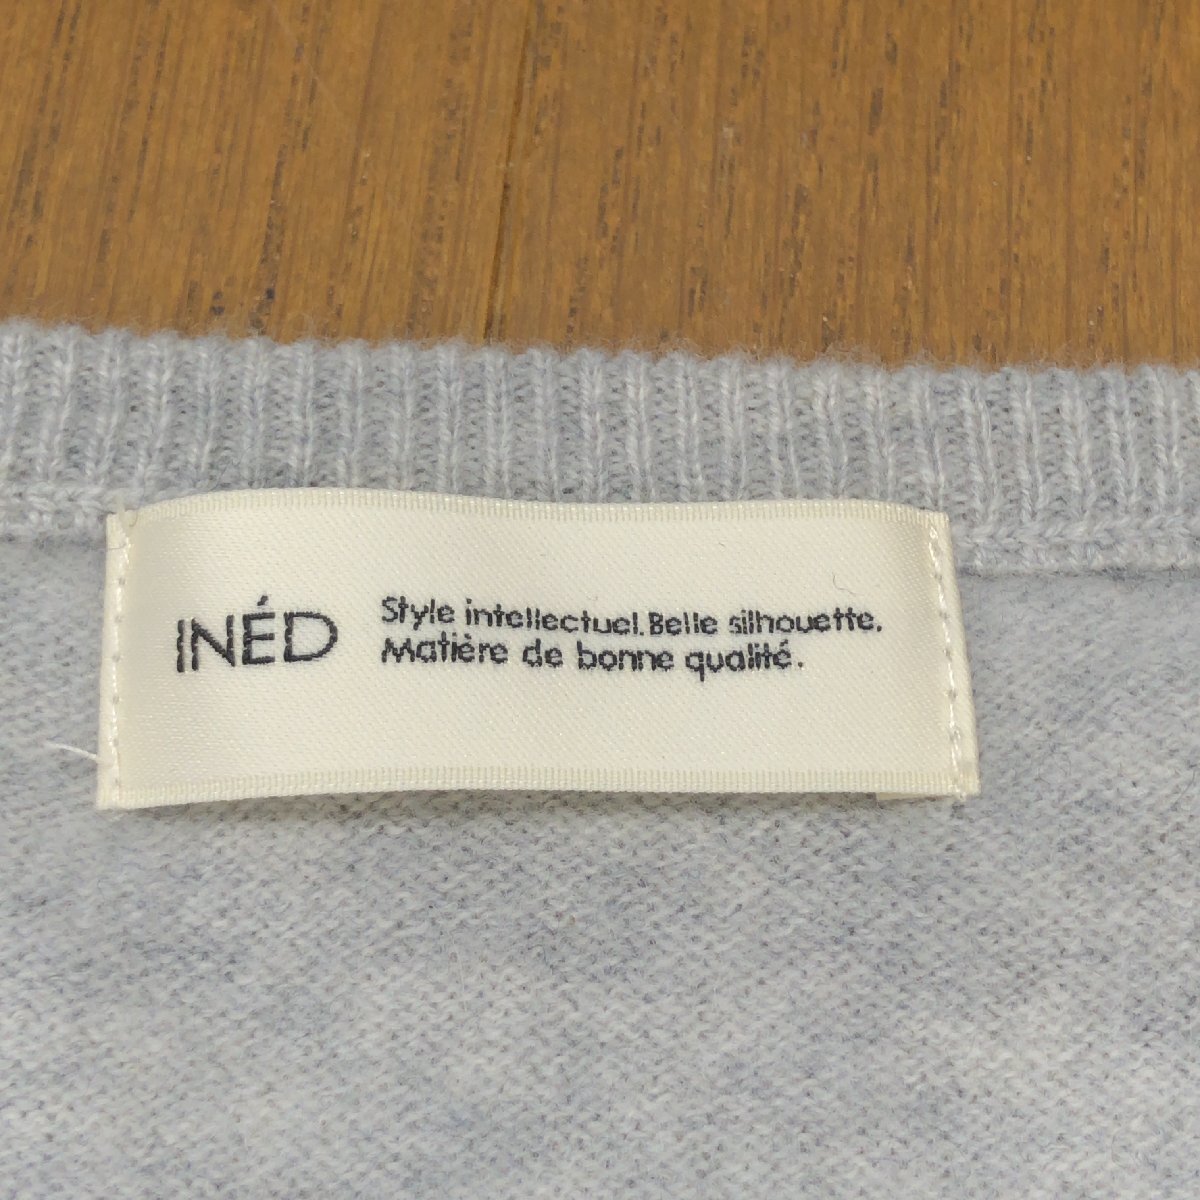 INÉD
Style intellectuel. Belle silhouette.
Matière de bonne qualité.